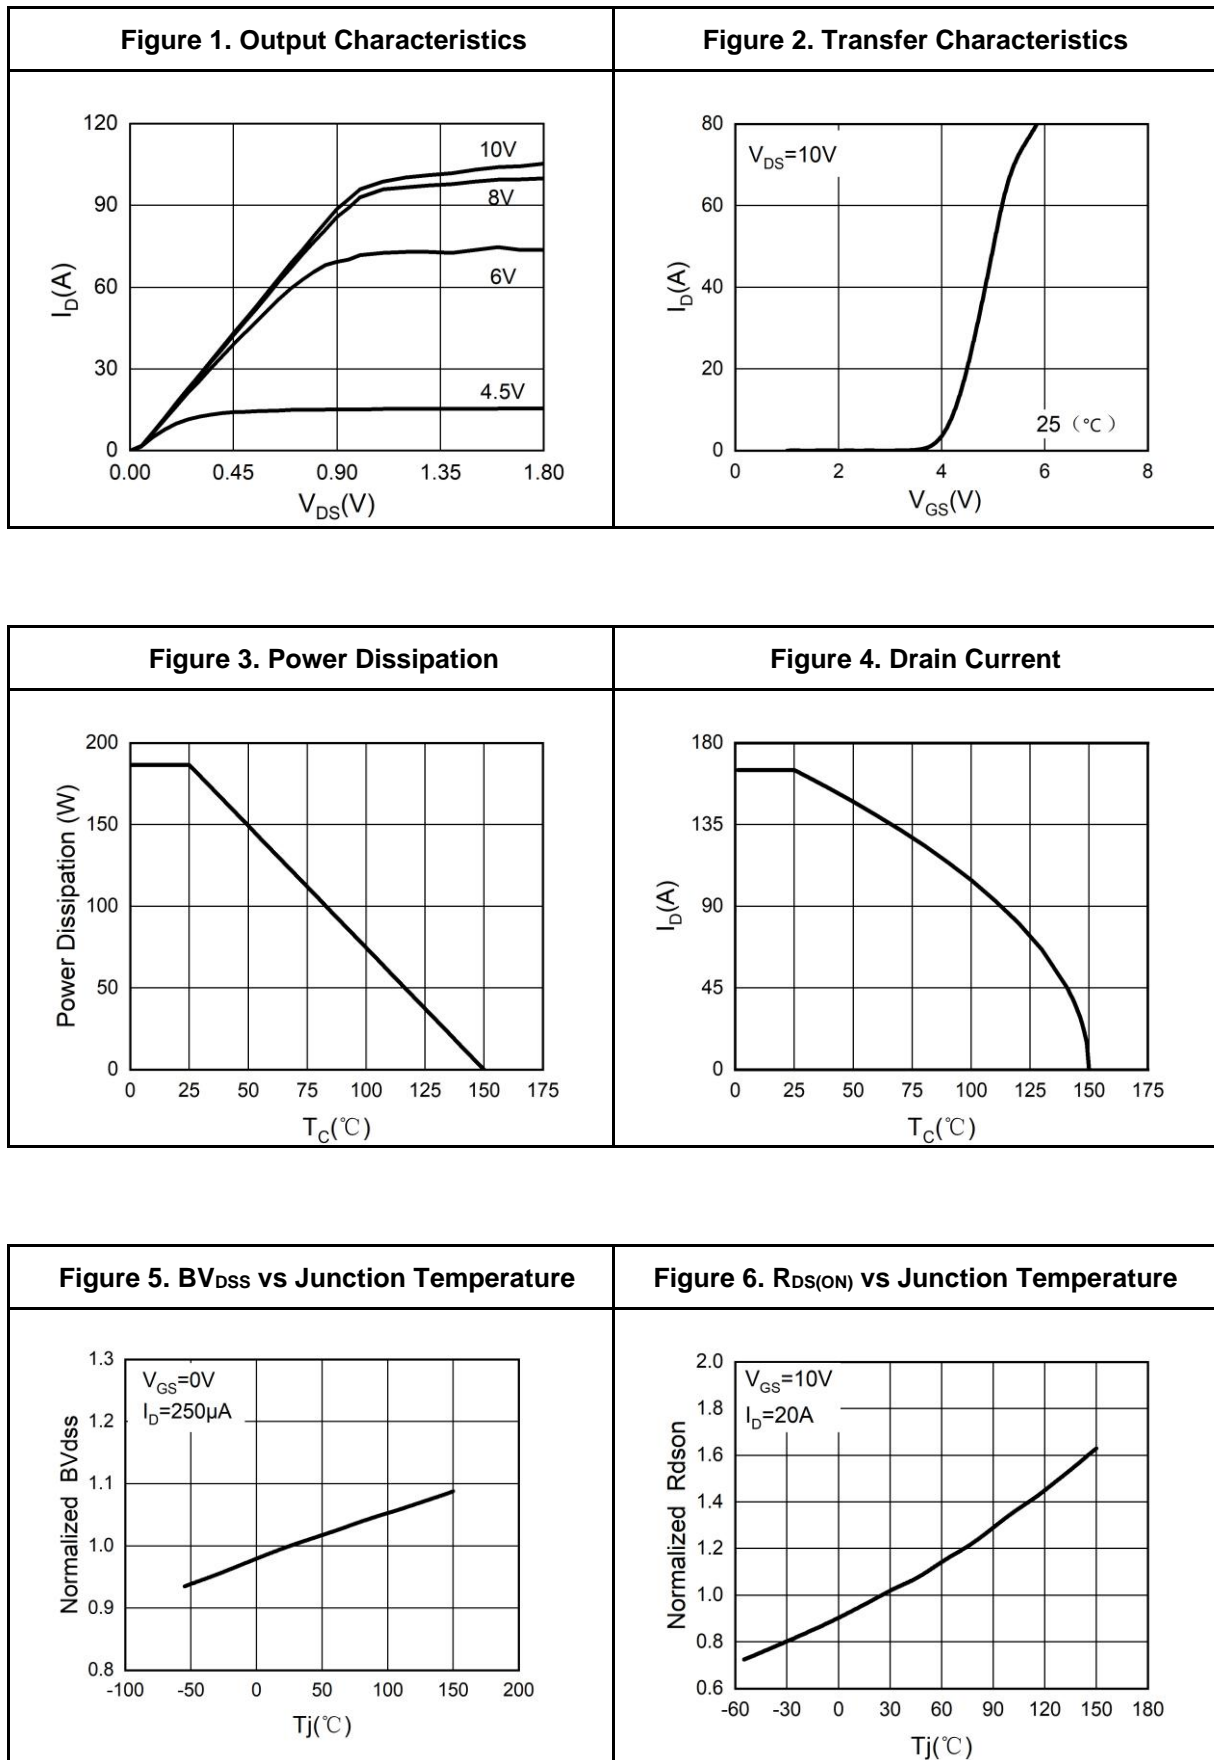 Figure 1. Output Characteristics
Figure 2. Transfer Characteristics
120
90
60
30
0
I_D(A)
10V
8V
6V
4.5V
0.00 0.45 0.90 1.35 1.80
V_DS(V)
80
60
40
20
0
I_D(A)
V_DS=10V
25（℃）
0 2 4 6 8
V_GS(V)
Figure 3. Power Dissipation
Figure 4. Drain Current
200
150
100
50
0
Power Dissipation (W)
0 25 50 75 100 125 150 175
T_C(℃)
180
135
90
45
0
I_D(A)
0 25 50 75 100 125 150 175
T_C(℃)
Figure 5. BV_DSS vs Junction Temperature
Figure 6. R_DS(ON) vs Junction Temperature
1.3
1.2
1.1
1.0
0.9
0.8
Normalized BVdss
V_GS=0V
I_D=250μA
-100 -50 0 50 100 150 200
Tj(℃)
2.0
1.8
1.6
1.4
1.2
1.0
0.8
0.6
Normalized Rdson
V_GS=10V
I_D=20A
-60 -30 0 30 60 90 120 150 180
Tj(℃)